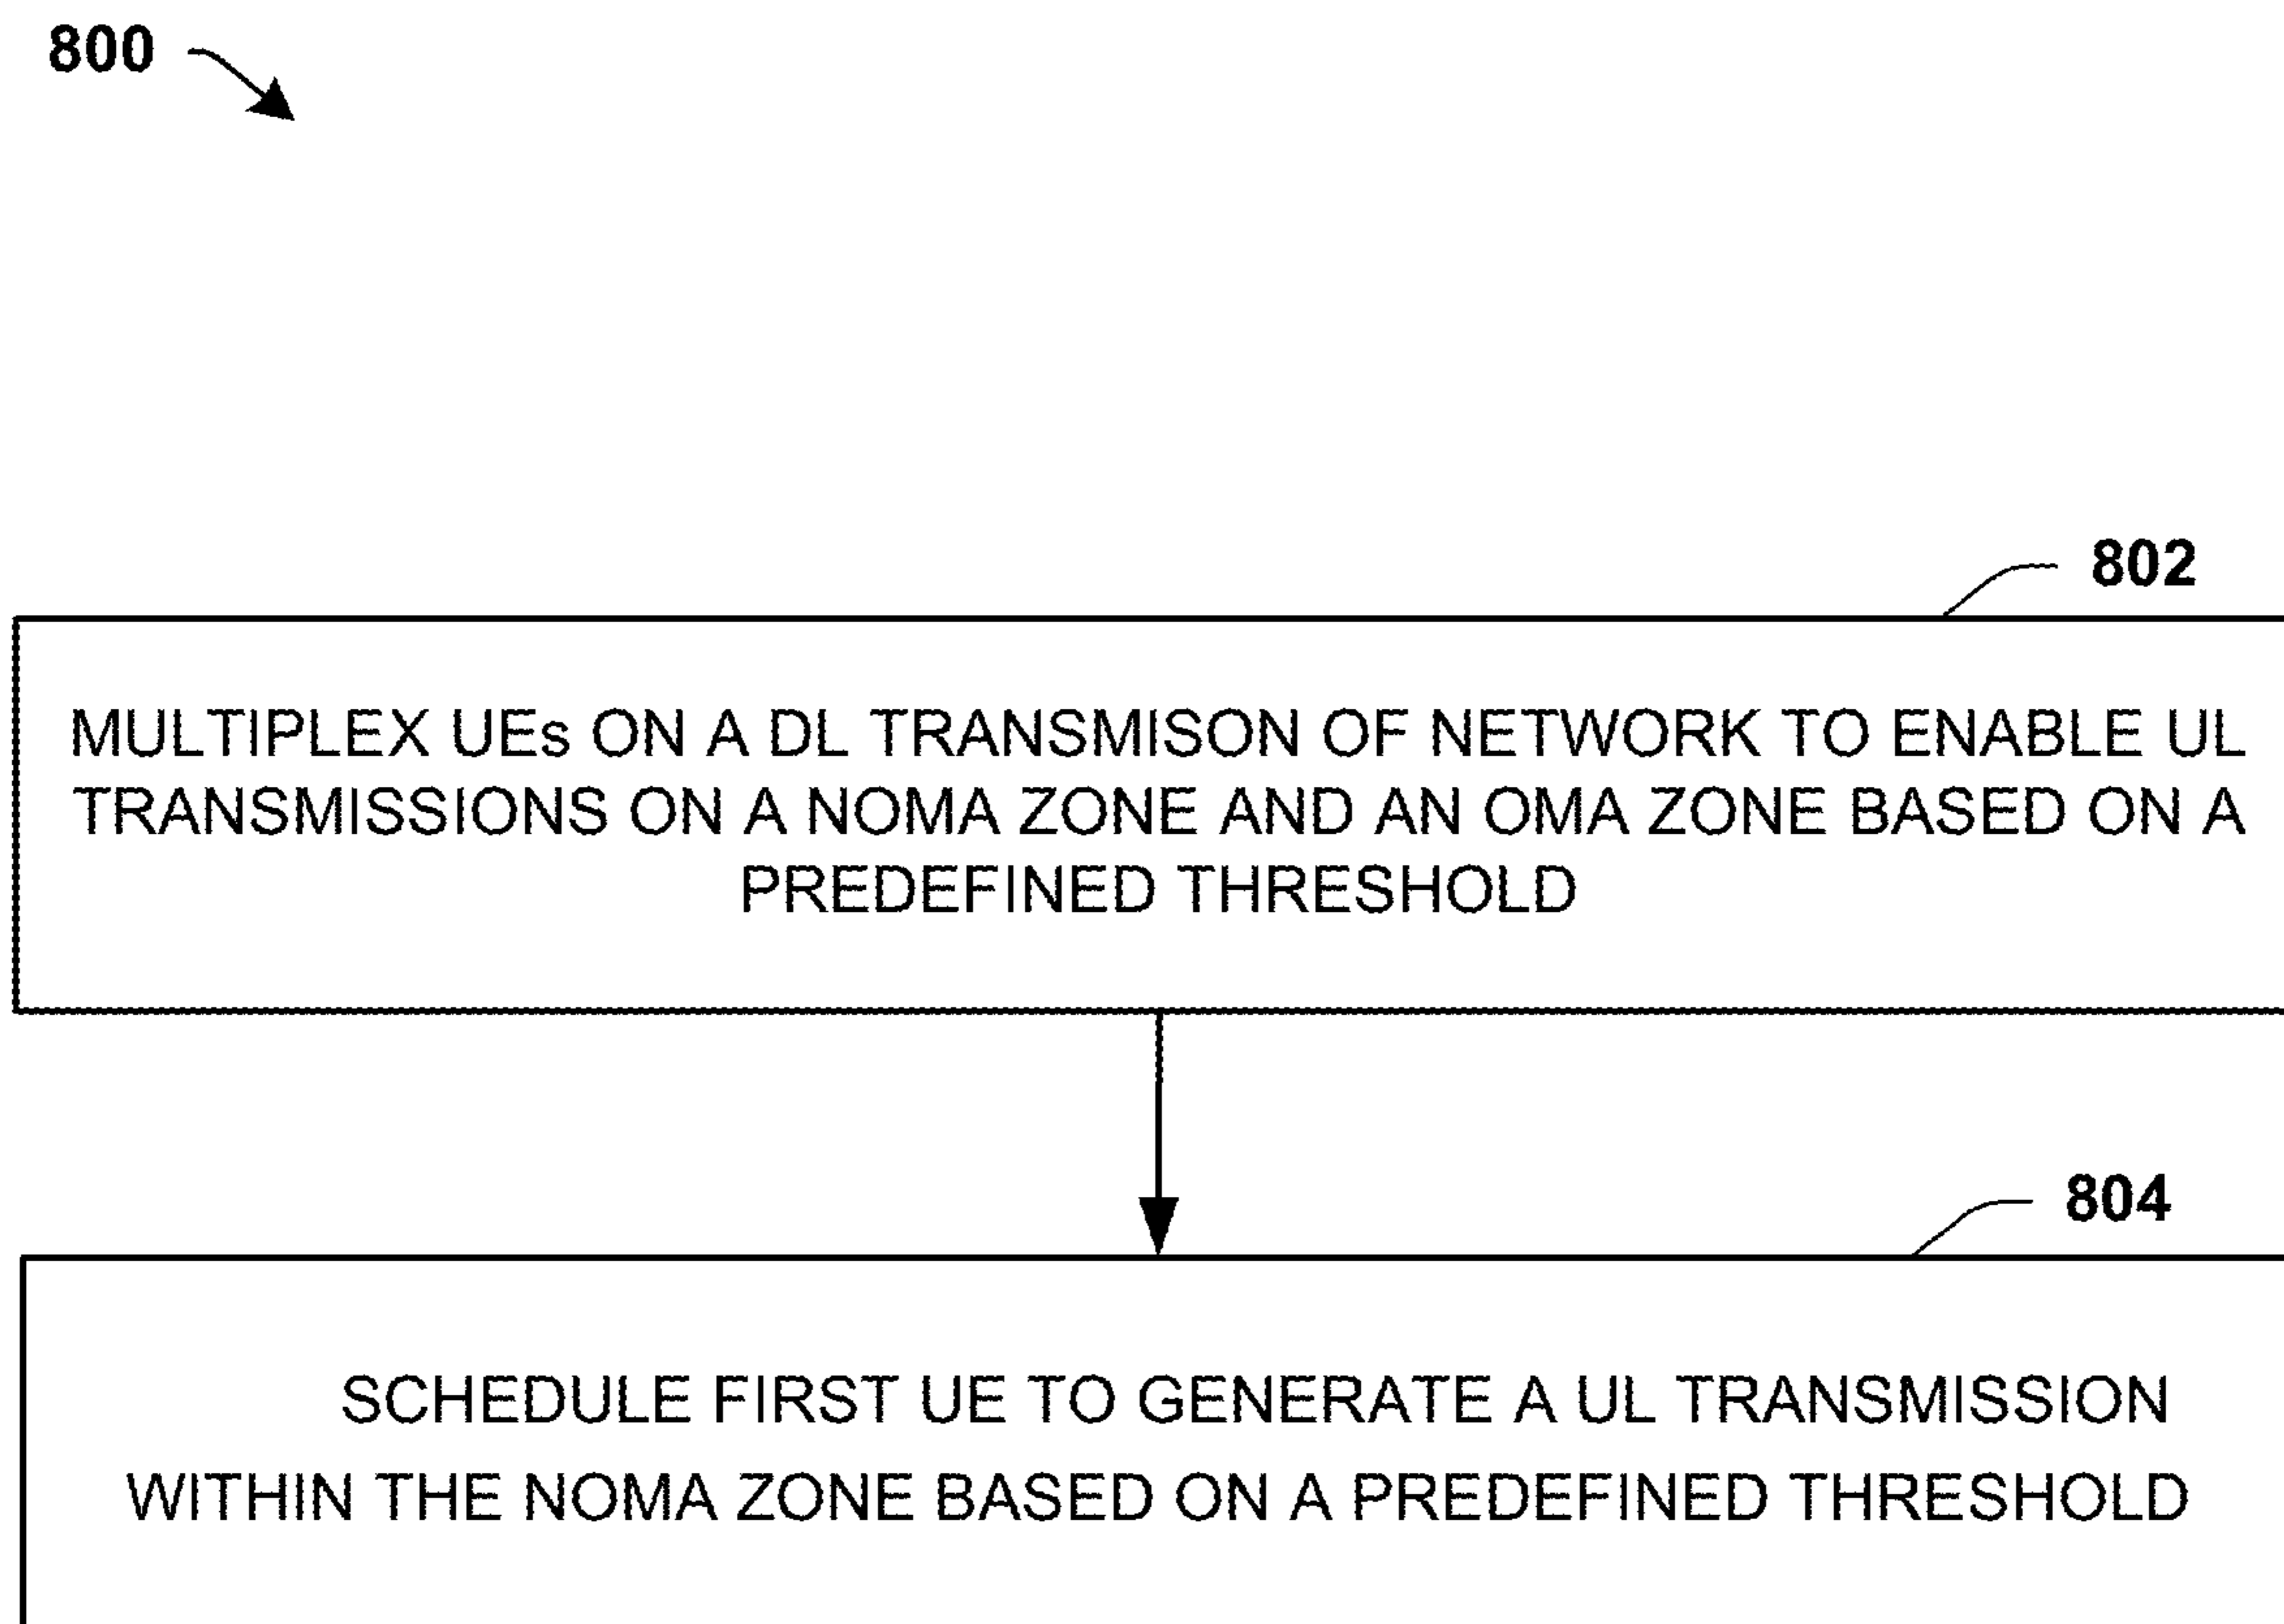 800
802
MULTIPLEX UEs ON A DL TRANSMISON OF NETWORK TO ENABLE UL
TRANSMISSIONS ON A NOMA ZONE AND AN OMA ZONE BASED ON A
PREDEFINED THRESHOLD
804
SCHEDULE FIRST UE TO GENERATE A UL TRANSMISSION
WITHIN THE NOMA ZONE BASED ON A PREDEFINED THRESHOLD